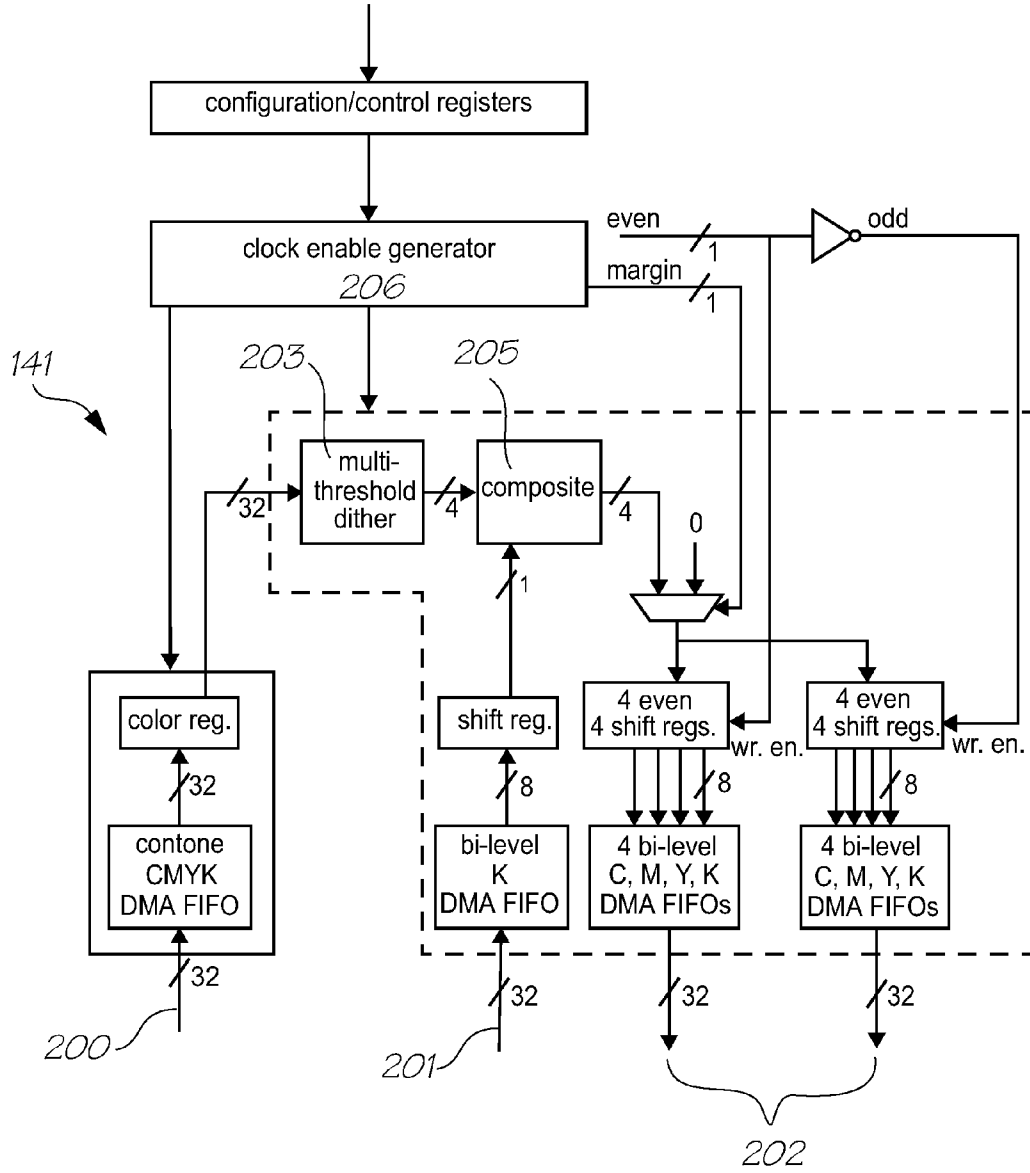 configuration/control registers
clock enable generator
206
even
1
odd
margin
1
141
203
205
multi-
threshold
dither
32
4
composite
4
0
1
color reg.
shift reg.
4 even
4 shift regs.
wr. en.
4 even
4 shift regs.
wr. en.
32
8
8
8
contone
CMYK
DMA FIFO
bi-level
K
DMA FIFO
4 bi-level
C, M, Y, K
DMA FIFOs
4 bi-level
C, M, Y, K
DMA FIFOs
32
32
32
32
200
201
202